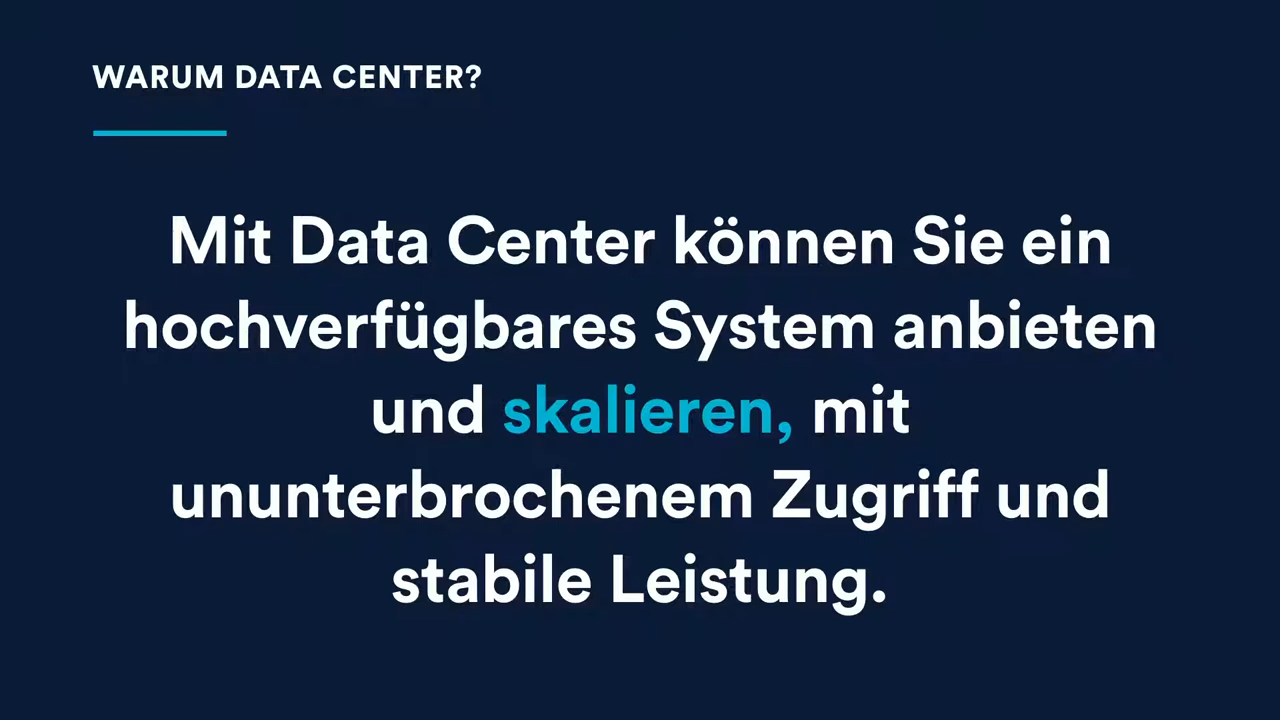 WARUM DATA CENTER?
Mit Data Center können Sie ein
hochverfügbares System anbieten
und skalieren, mit
ununterbrochenem Zugriff und
stabile Leistung.